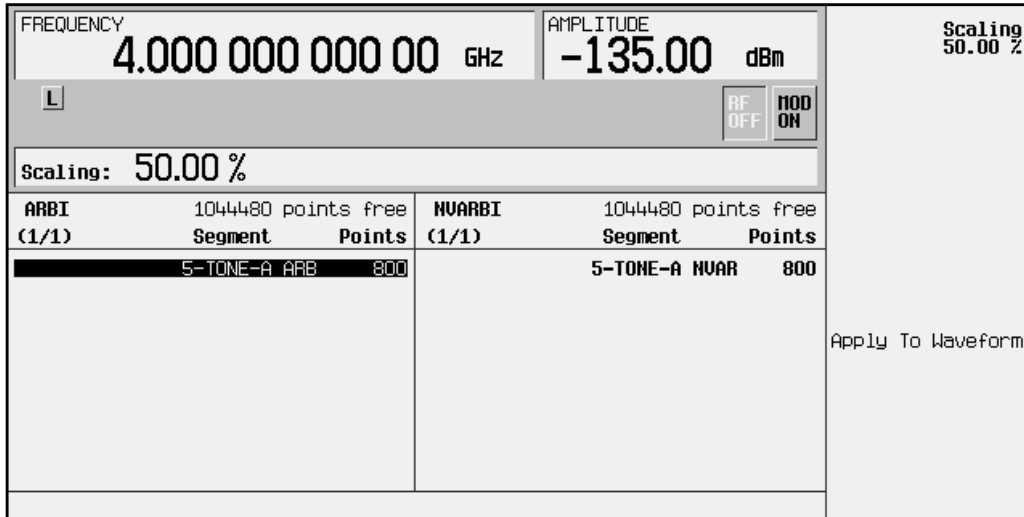 FREQUENCY
4.000 000 000 00 GHz
AMPLITUDE
-135.00 dBm
L
RF OFF
MOD ON
Scaling: 50.00 %
ARBI 1044480 points free
(1/1) Segment Points
5-TONE-A ARB 800
NVARBI 1044480 points free
(1/1) Segment Points
5-TONE-A NVAR 800
Scaling
50.00 %
Apply To Waveform